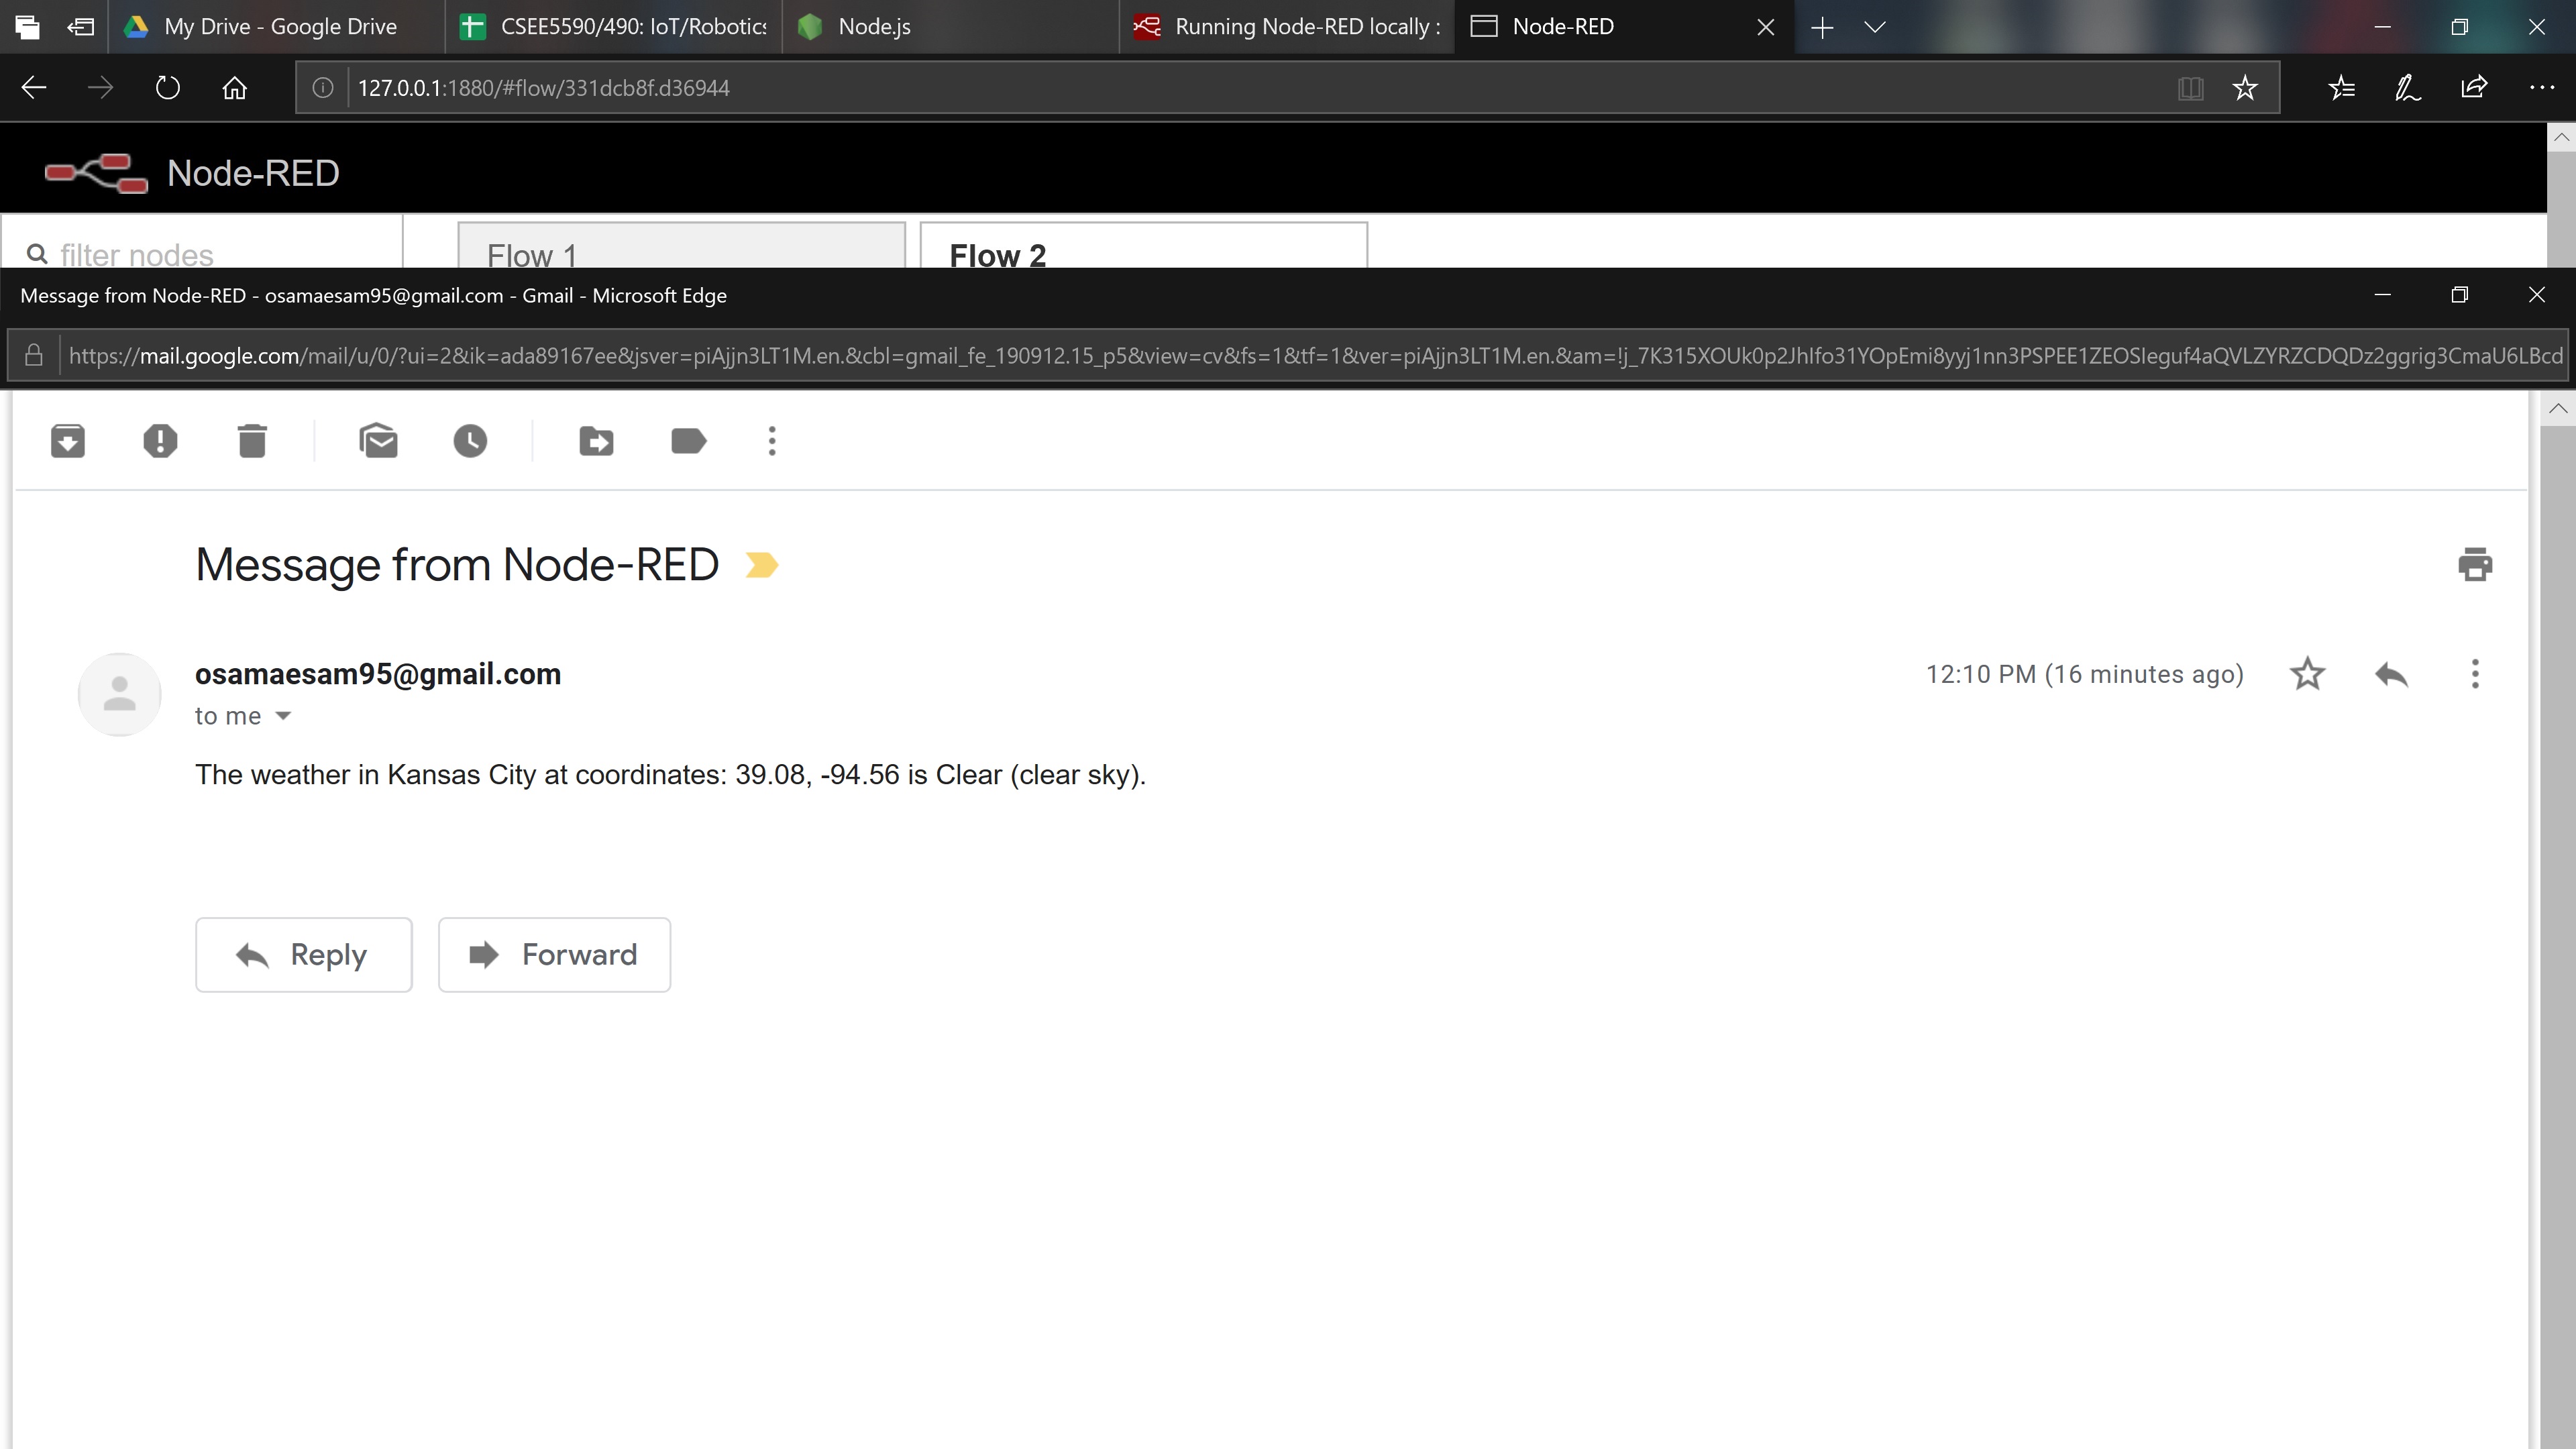 My Drive - Google Drive
CSEE5590/490: IoT/Robotics
Node.js
Running Node-RED locally :
Node-RED
127.0.0.1:1880/#flow/331dcb8f.d36944
Node-RED
filter nodes
Flow 1
Flow 2
Message from Node-RED - osamaesam95@gmail.com - Gmail - Microsoft Edge
https://mail.google.com/mail/u/0/?ui=2&ik=ada89167ee&jsver=piAjjn3LT1M.en.&cbl=gmail_fe_190912.15_p5&view=cv&fs=1&tf=1&ver=piAjjn3LT1M.en.&am=!j_7K315XOUk0p2Jhlfo31YOpEmi8yyj1nn3PSPEE1ZEOSIeguf4aQVLZYRZCDQDz2ggrig3CmaU6LBcd
Message from Node-RED
osamaesam95@gmail.com
12:10 PM (16 minutes ago)
to me
The weather in Kansas City at coordinates: 39.08, -94.56 is Clear (clear sky).
Reply
Forward